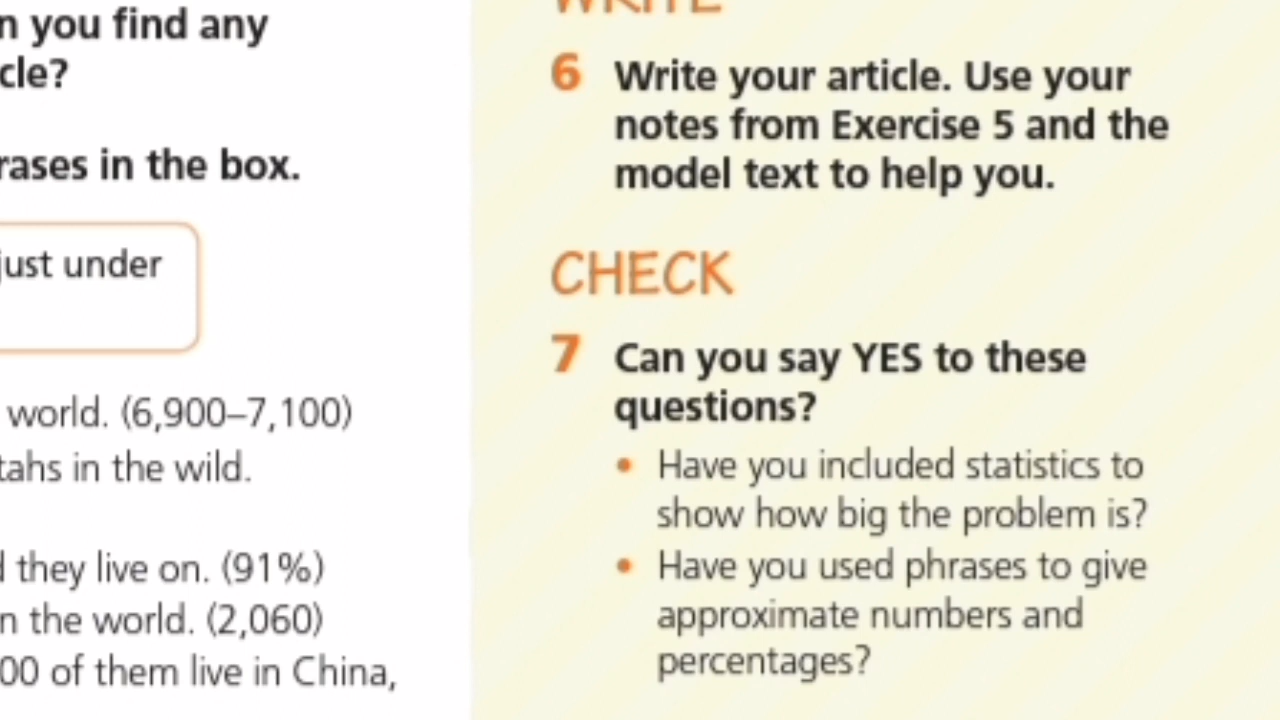 n you find any
cle?
rases in the box.
just under
world. (6,900–7,100)
tahs in the wild.
they live on. (91%)
n the world. (2,060)
00 of them live in China,
WRITE
6 Write your article. Use your
notes from Exercise 5 and the
model text to help you.
CHECK
7 Can you say YES to these
questions?
• Have you included statistics to
show how big the problem is?
• Have you used phrases to give
approximate numbers and
percentages?